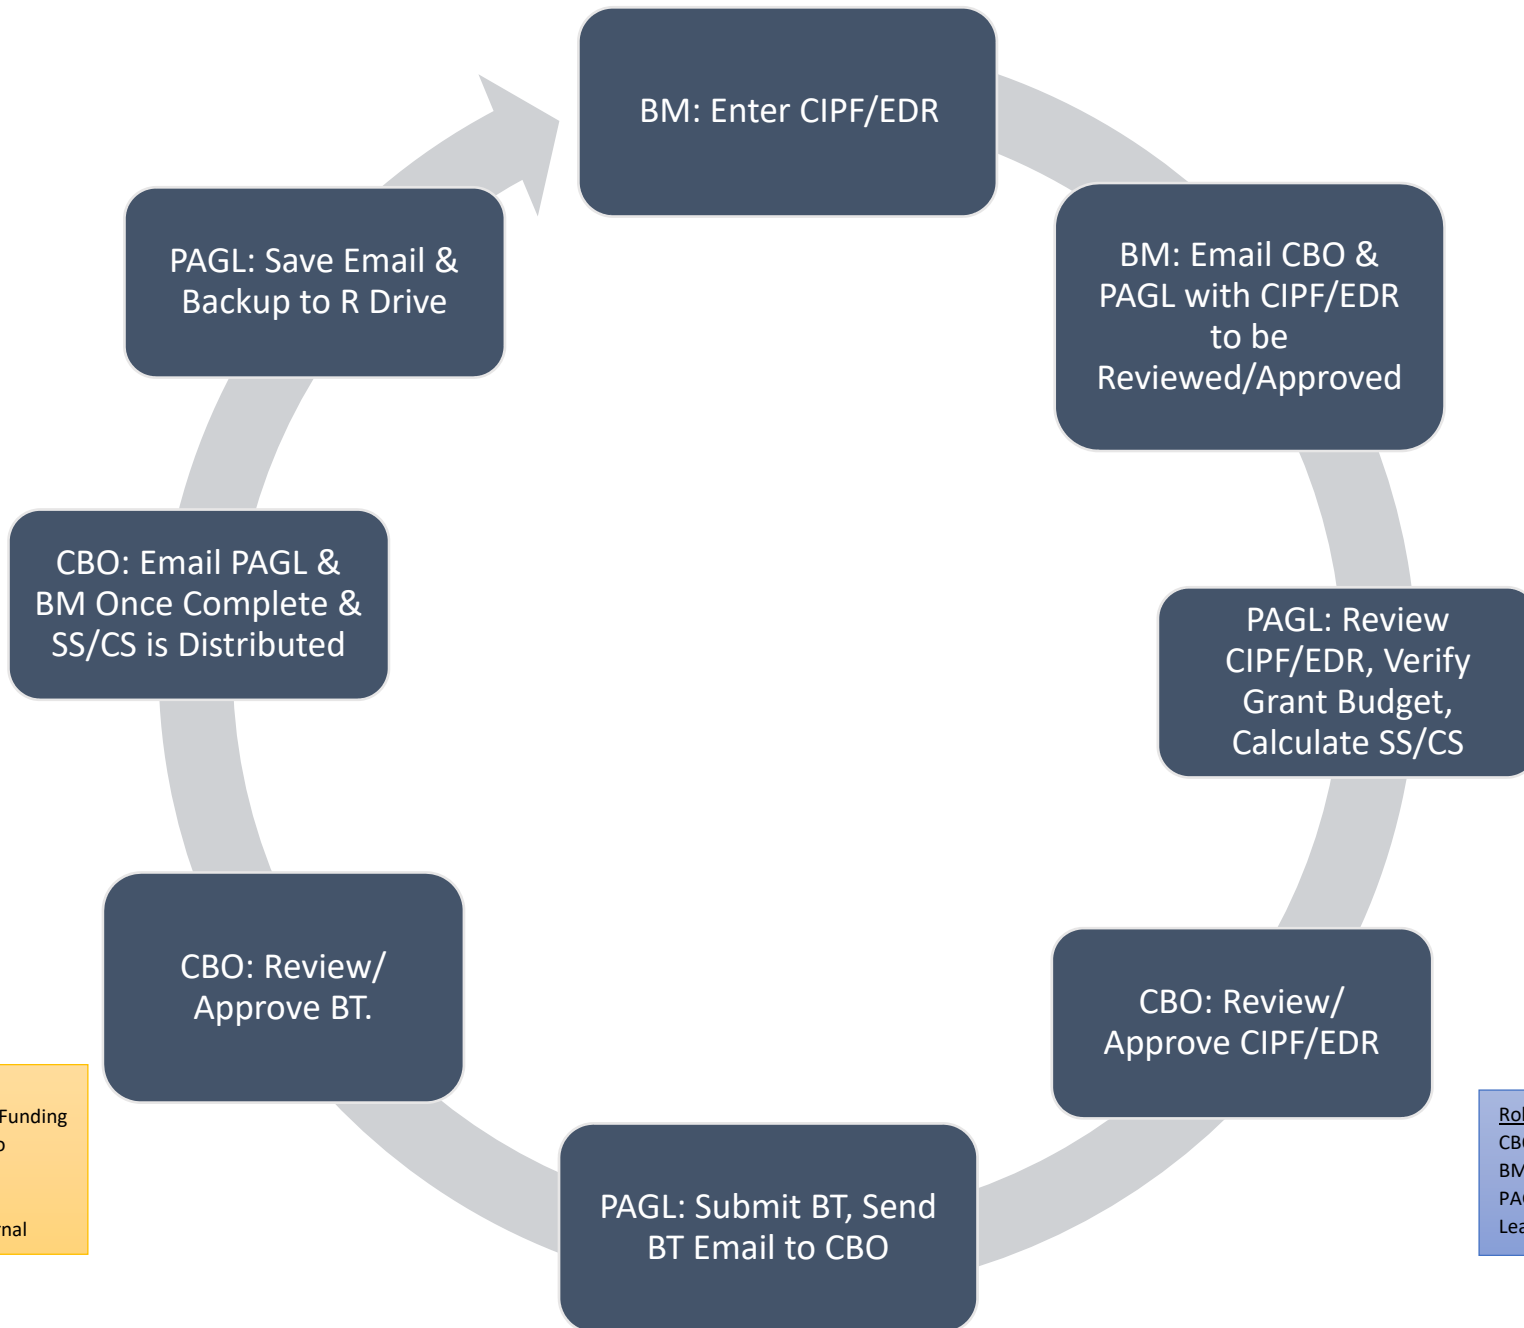 BM: Enter CIPF/EDR
BM: Email CBO &
PAGL with CIPF/EDR
to be
Reviewed/Approved
PAGL: Review
CIPF/EDR, Verify
Grant Budget,
Calculate SS/CS
CBO: Review/
Approve CIPF/EDR
PAGL: Submit BT, Send
BT Email to CBO
CBO: Review/
Approve BT.
CBO: Email PAGL &
BM Once Complete &
SS/CS is Distributed
PAGL: Save Email &
Backup to R Drive
Funding